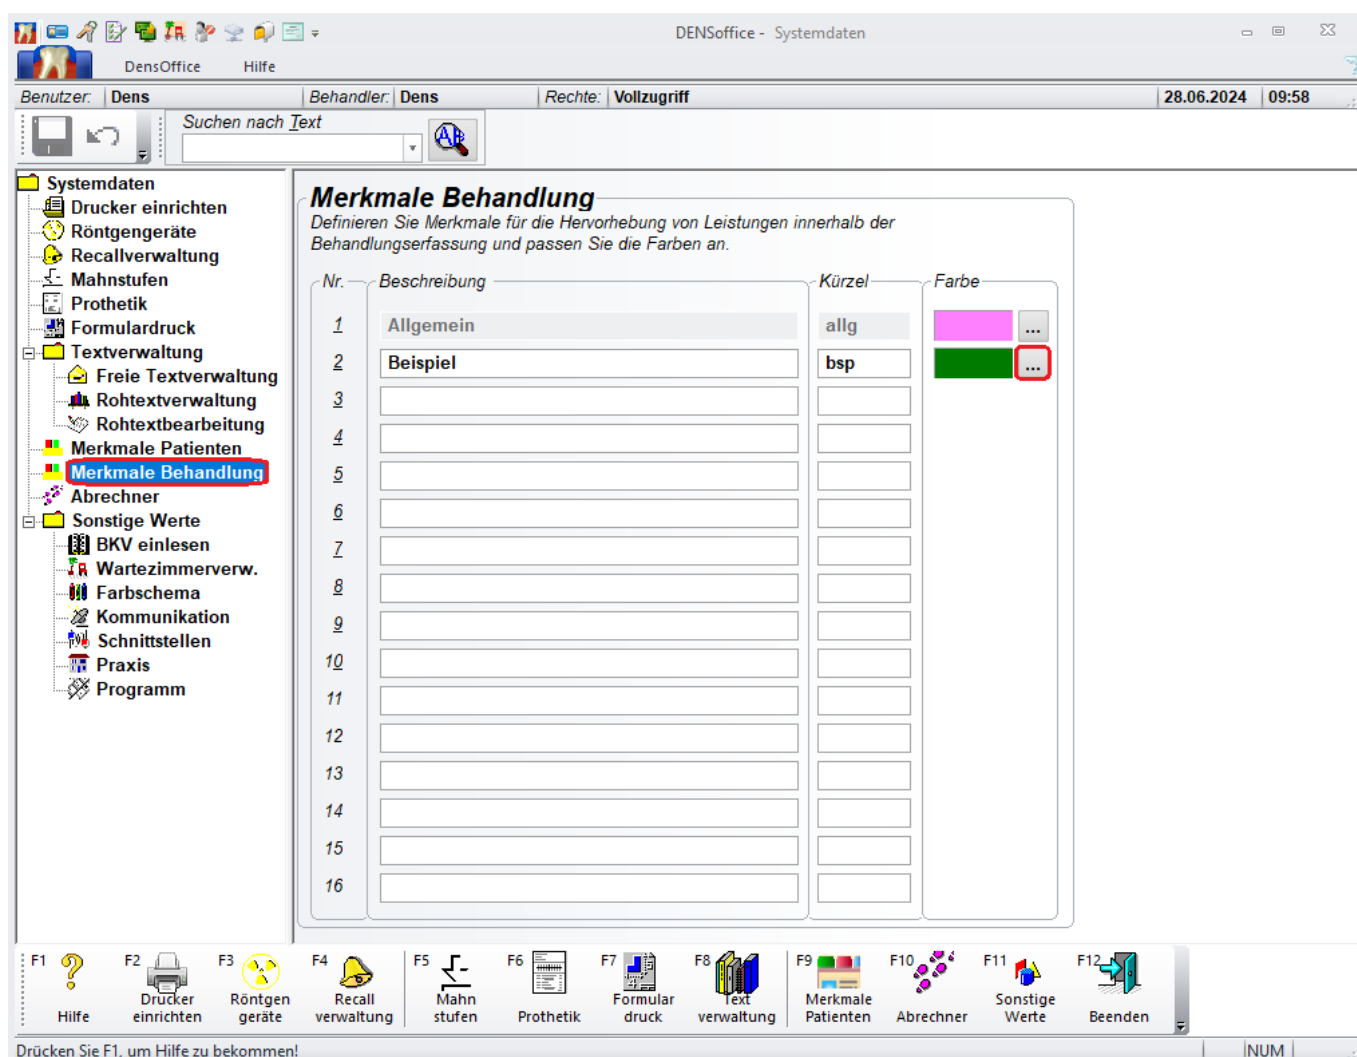 DENSoffice - Systemdaten
DensOffice Hilfe
Benutzer: Dens Behandler: Dens Rechte: Vollzugriff 28.06.2024 09:58
Suchen nach Text
Systemdaten
Drucker einrichten
Röntgengeräte
Recallverwaltung
Mahnstufen
Prothetik
Formulardruck
Textverwaltung
Freie Textverwaltung
Rohtextverwaltung
Rohtextbearbeitung
Merkmale Patienten
Merkmale Behandlung
Abrechner
Sonstige Werte
BKV einlesen
Wartezimmerverw.
Farbschema
Kommunikation
Schnittstellen
Praxis
Programm
Merkmale Behandlung
Definieren Sie Merkmale für die Hervorhebung von Leistungen innerhalb der
Behandlungserfassung und passen Sie die Farben an.
Nr. Beschreibung Kürzel Farbe
1 Allgemein allg ...
2 Beispiel bsp ...
3
4
5
6
7
8
9
10
11
12
13
14
15
16
F1 Hilfe
F2 Drucker einrichten
F3 Röntgen geräte
F4 Recall verwaltung
F5 Mahn stufen
F6 Prothetik
F7 Formular druck
F8 Text verwaltung
F9 Merkmale Patienten
F10 Abrechner
F11 Sonstige Werte
F12 Beenden
Drücken Sie F1, um Hilfe zu bekommen! NUM